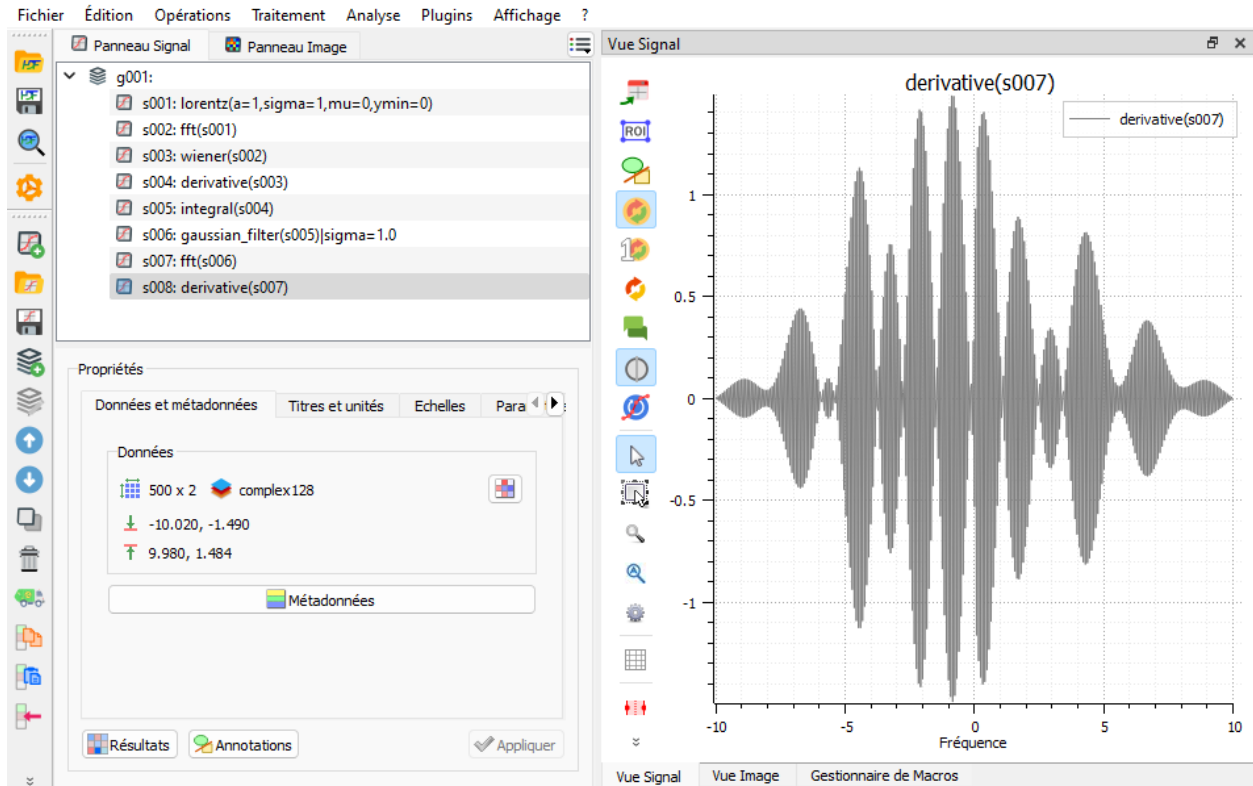 Fichier Édition Opérations Traitement Analyse Plugins Affichage ?
Panneau Signal Panneau Image
g001:
s001: lorentz(a=1,sigma=1,mu=0,ymin=0)
s002: fft(s001)
s003: wiener(s002)
s004: derivative(s003)
s005: integral(s004)
s006: gaussian_filter(s005)|sigma=1.0
s007: fft(s006)
s008: derivative(s007)
Propriétés
Données et métadonnées Titres et unités Echelles Para
Données
500 x 2 complex128
-10.020, -1.490
9.980, 1.484
Métadonnées
Résultats Annotations Appliquer
Vue Signal
ROI
derivative(s007)
derivative(s007)
1
0.5
0
-0.5
-1
-10 -5 0 5 10
Fréquence
Vue Signal Vue Image Gestionnaire de Macros